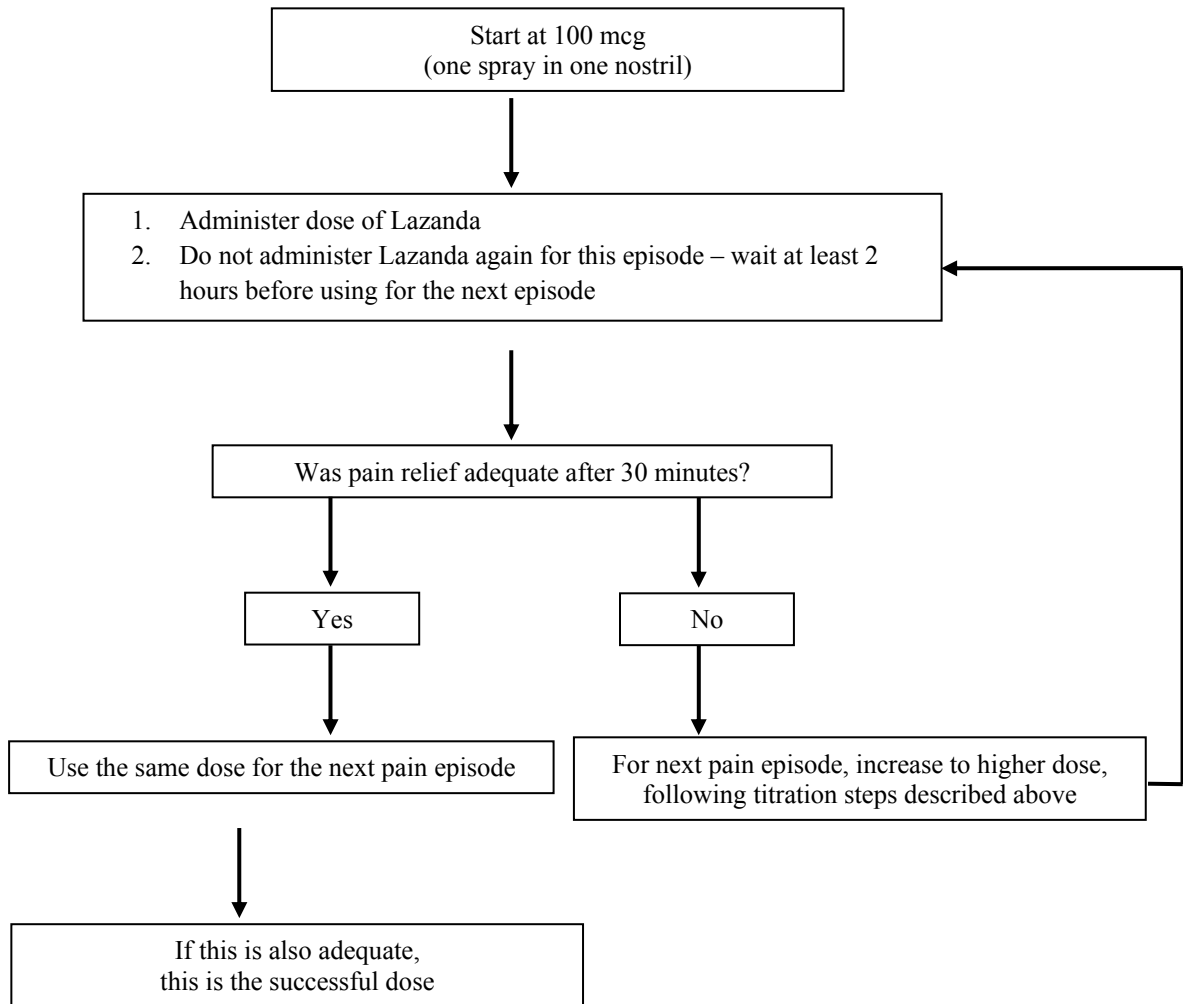 Start at 100 mcg
(one spray in one nostril)
1. Administer dose of Lazanda
2. Do not administer Lazanda again for this episode – wait at least 2
hours before using for the next episode
Was pain relief adequate after 30 minutes?
Yes
No
Use the same dose for the next pain episode
For next pain episode, increase to higher dose,
following titration steps described above
If this is also adequate,
this is the successful dose